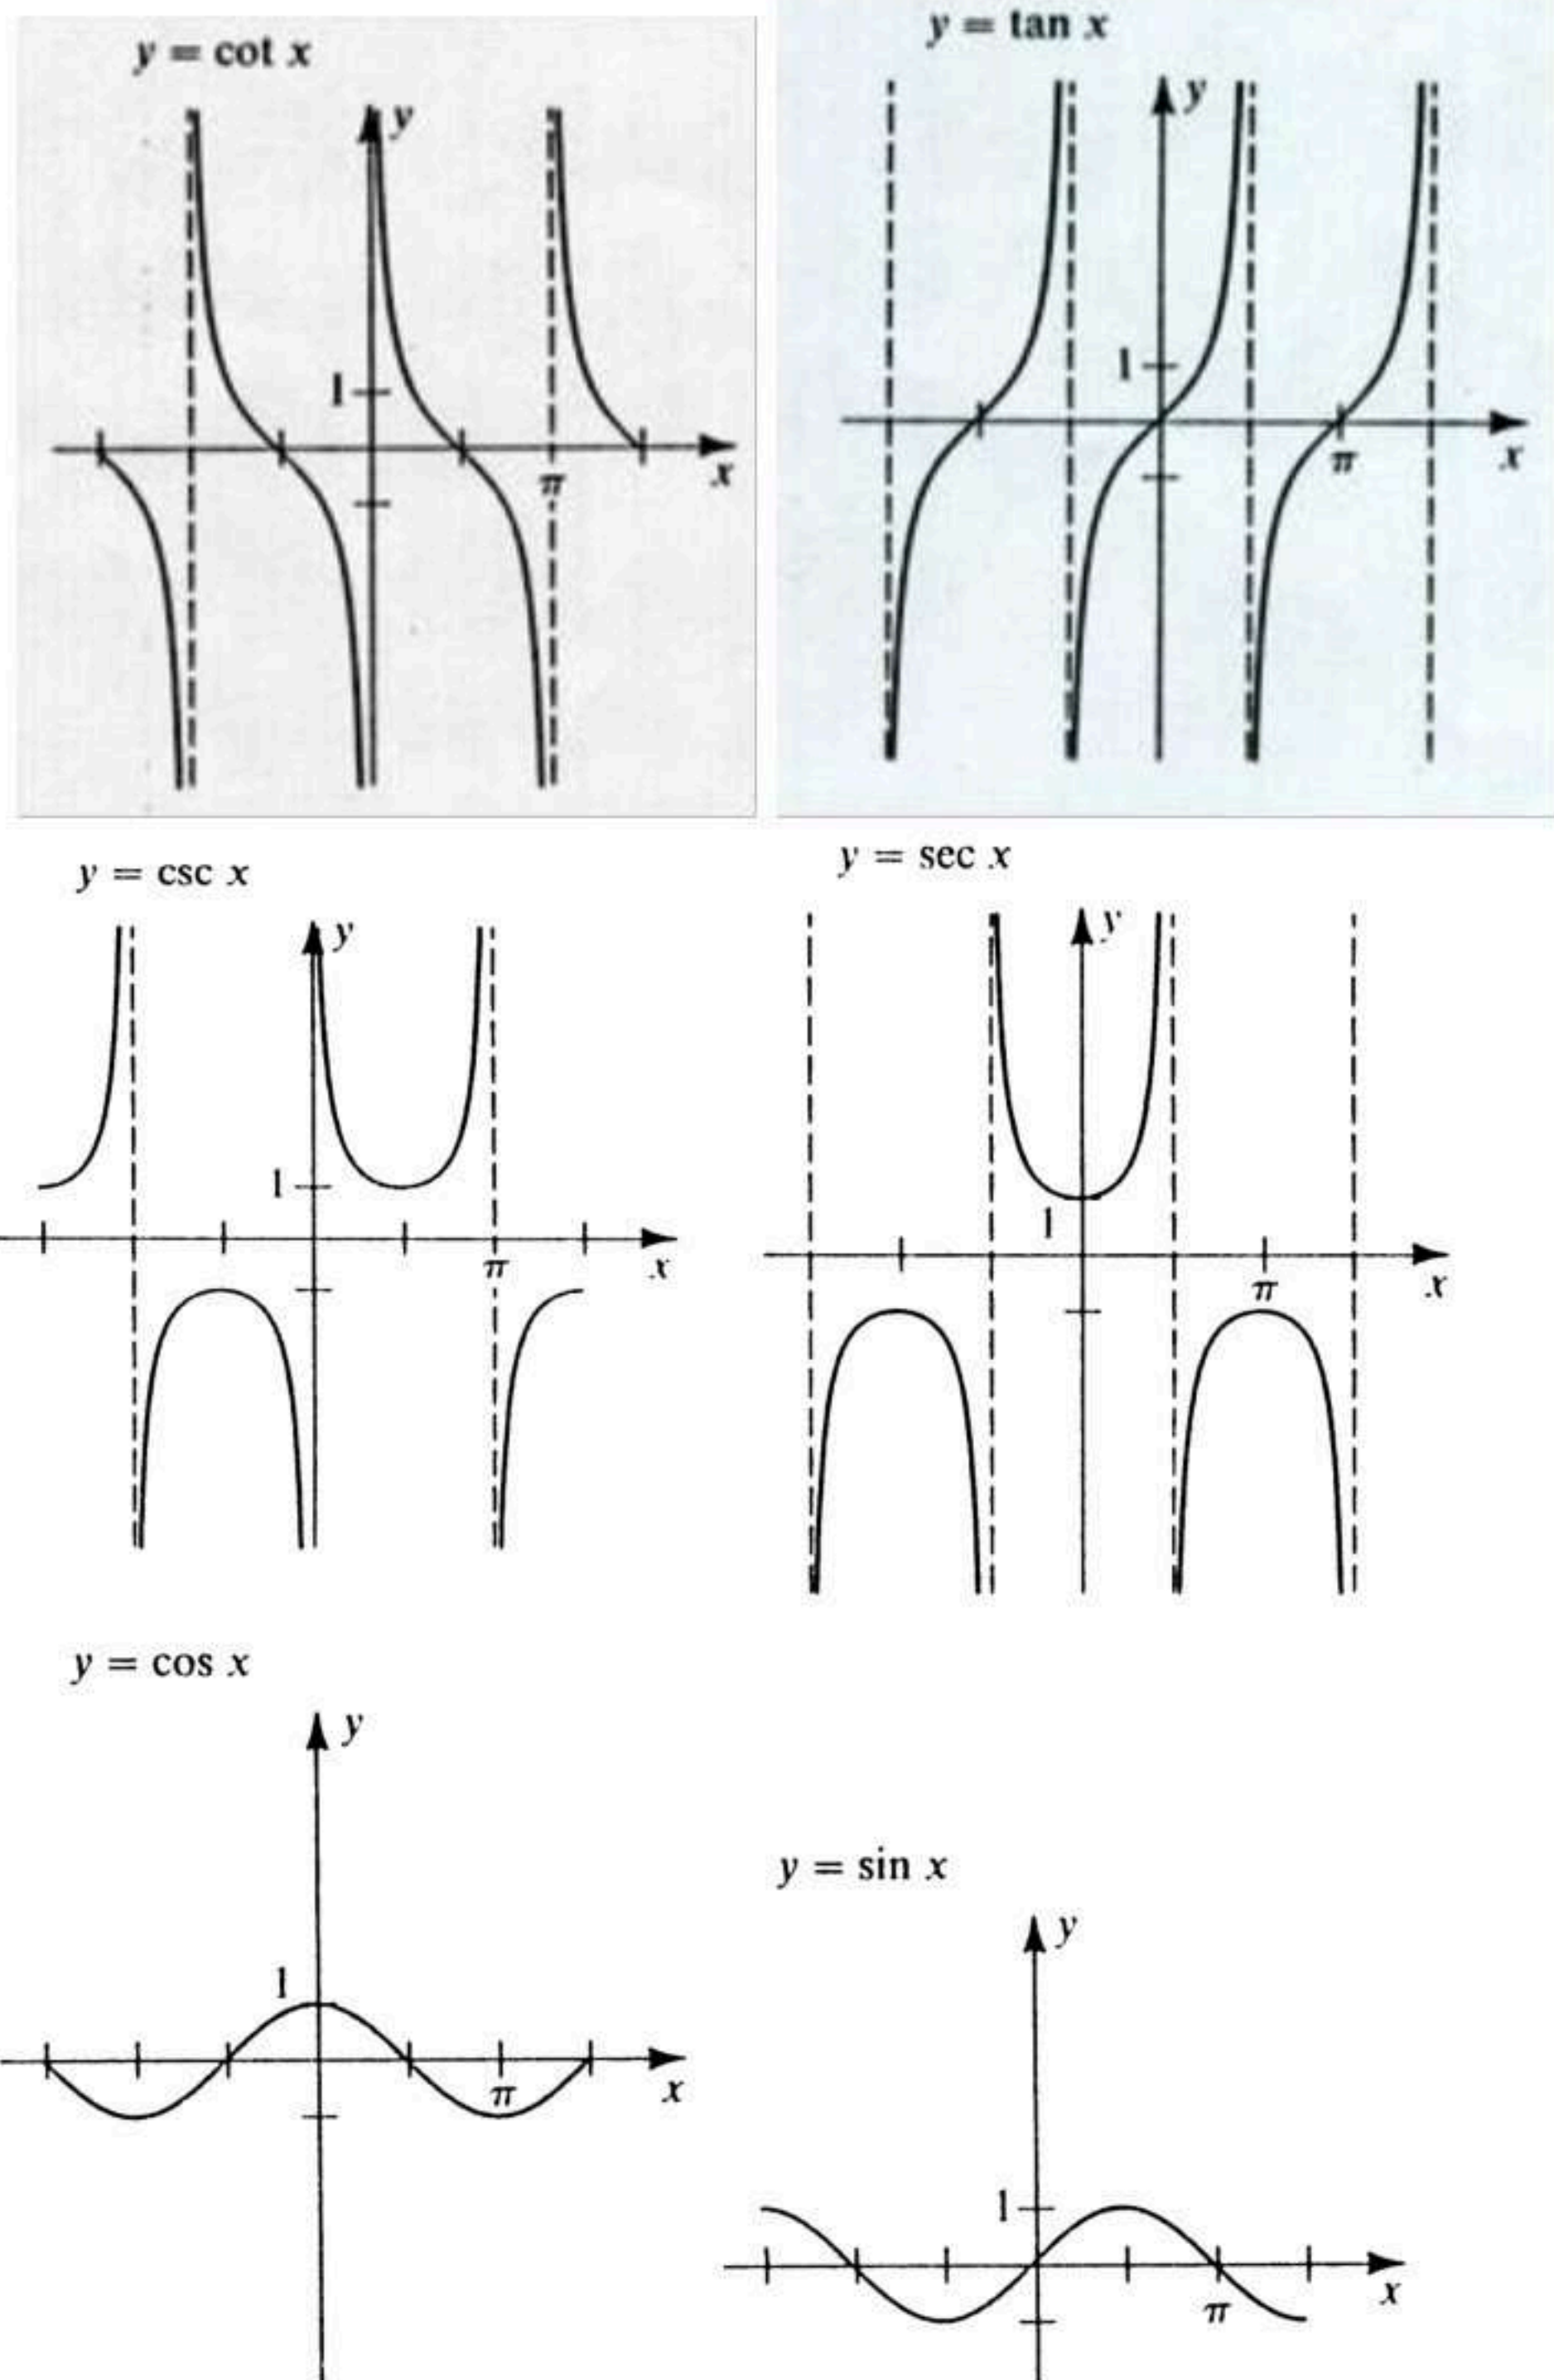 y = cot x
y
1
π
x
y = tan x
y
1
π
x
y = csc x
y
1
π
x
y = sec x
y
1
π
x
y = cos x
y
1
π
x
y = sin x
y
1
π
x